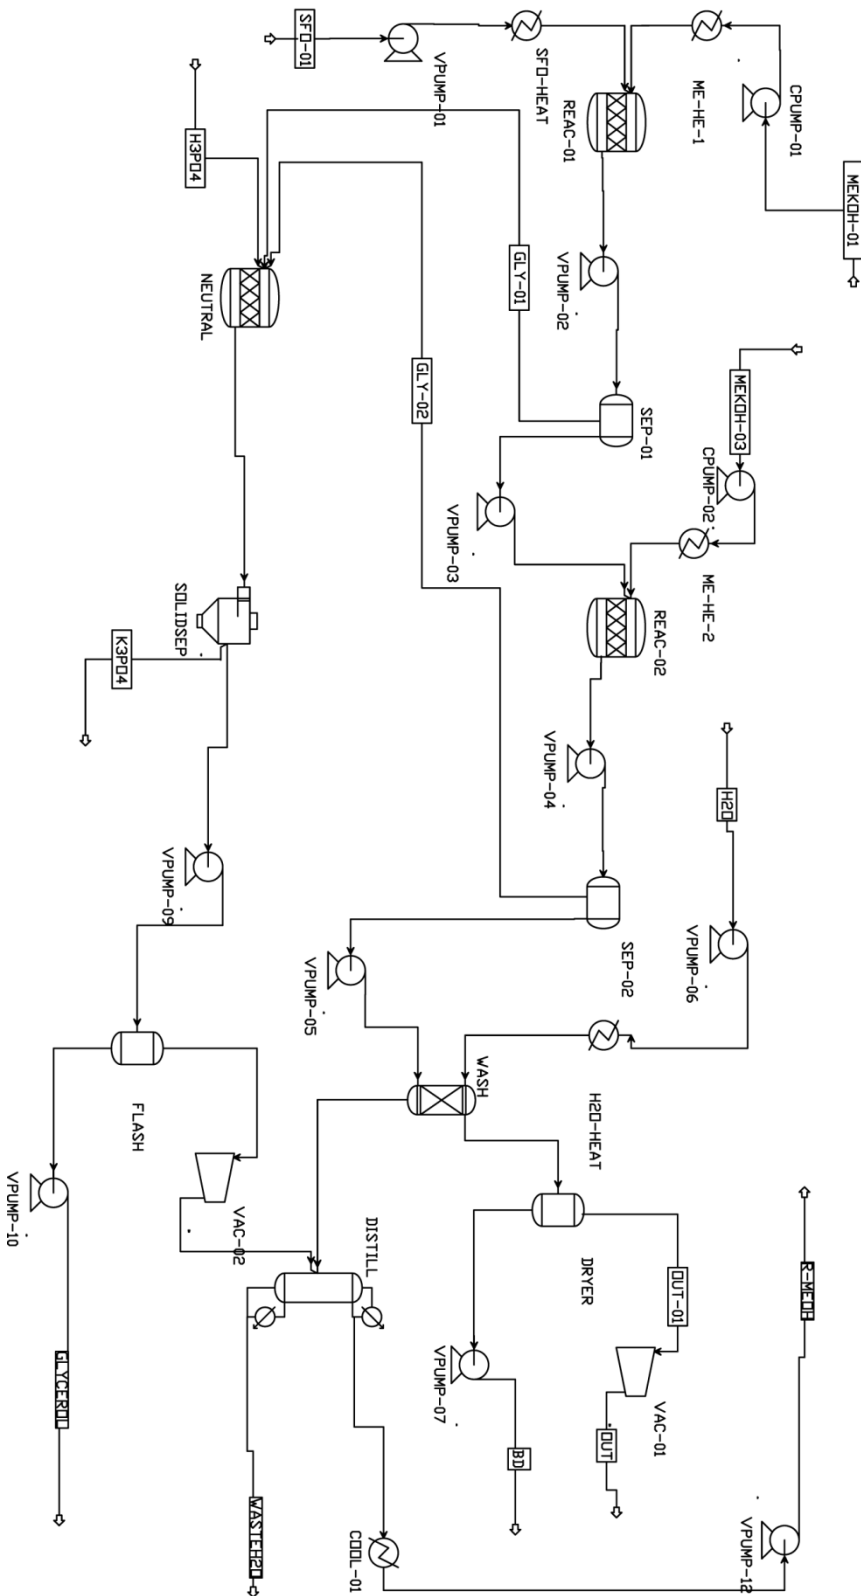 MEKOH-01
R-MEOH
CPUMP-01
VPUMP-12
MEKOH-03
H2O
ME-HE-1
CPUMP-02
ME-HE-2
VPUMP-06
OUT-01
REAC-02
VAC-01
SEP-01
SEP-02
OUT
H2O-HEAT
DRYER
REAC-01
VPUMP-02
VPUMP-04
SFO-HEAT
GLY-01
BD
WASH
VPUMP-03
VPUMP-01
VPUMP-07
GLY-02
DISTILL
COOL-01
SFO-01
VPUMP-05
WASTEH2O
VAC-02
NEUTRAL
H3PO4
SOLIDSEP
VPUMP-09
FLASH
K3PO4
GLYCEROL
VPUMP-10